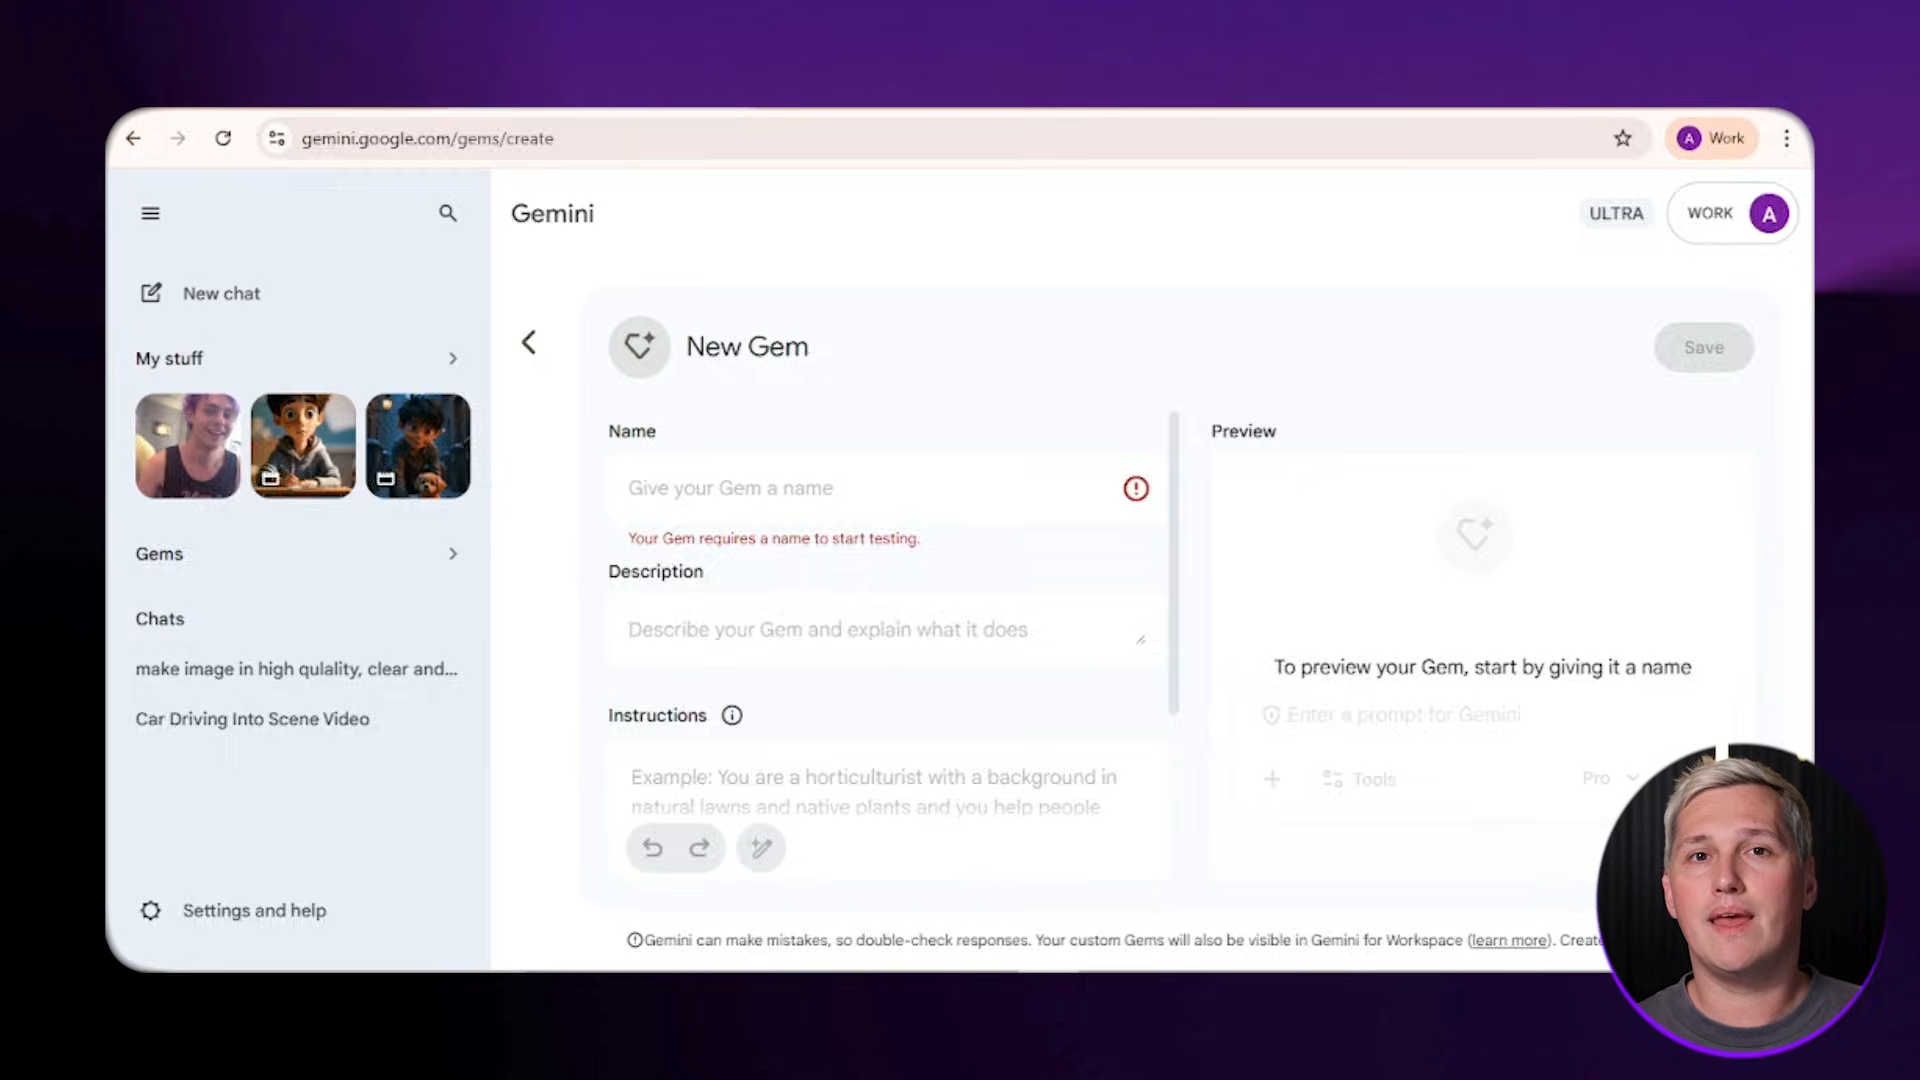 gemini.google.com/gems/create
A Work
Gemini
ULTRA
WORK A
New chat
My stuff
Gems
Chats
make image in high qulality, clear and...
Car Driving Into Scene Video
Settings and help
New Gem
Save
Name
Give your Gem a name
Your Gem requires a name to start testing.
Description
Describe your Gem and explain what it does
Instructions
Example: You are a horticulturist with a background in
natural lawns and native plants and you help people
Preview
To preview your Gem, start by giving it a name
Enter a prompt for Gemini
Tools
Pro
Gemini can make mistakes, so double-check responses. Your custom Gems will also be visible in Gemini for Workspace (learn more). Create